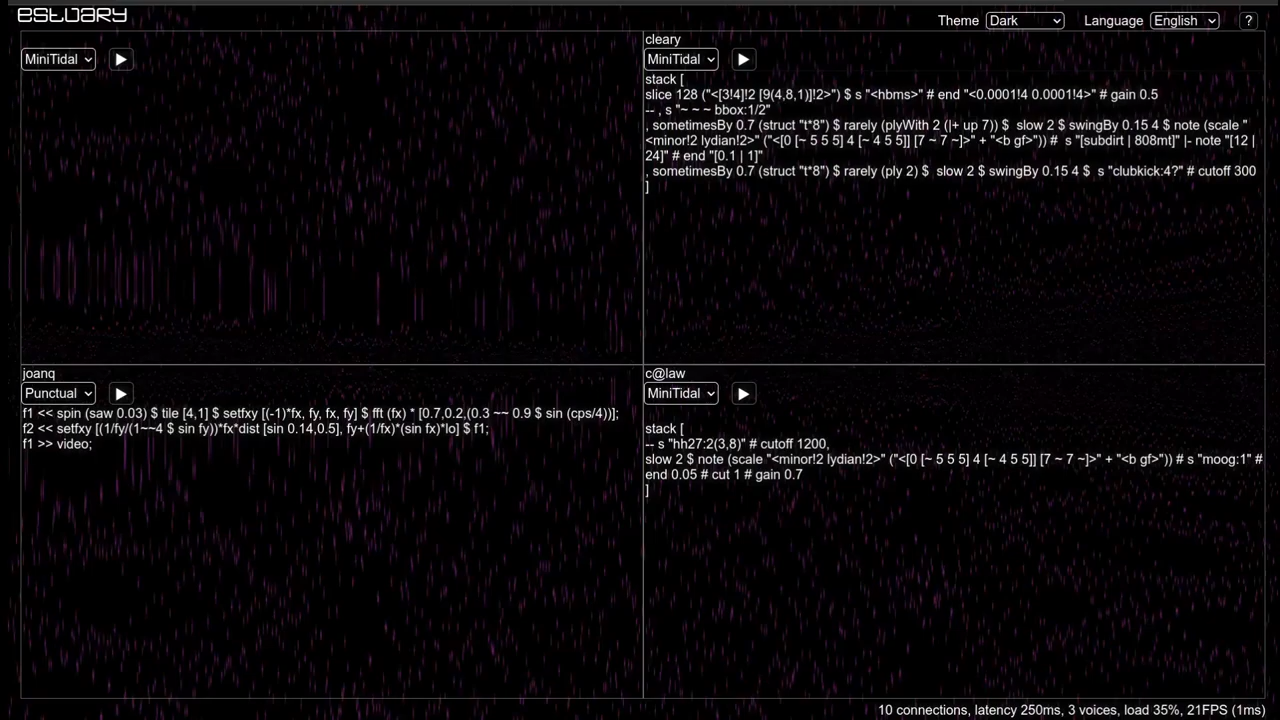 estuary
Theme Dark Language English ?
MiniTidal
cleary
MiniTidal
stack [
slice 128 ("<[3!4]!2 [9(4,8,1)]!2>") $ s "<hbms>" # end "<0.0001!4 0.0001!4>" # gain 0.5
-- , s "~ ~ ~ bbox:1/2"
, sometimesBy 0.7 (struct "t*8") $ rarely (plyWith 2 (|+ up 7)) $  slow 2 $ swingBy 0.15 4 $ note (scale "
<minor!2 lydian!2>" ("<[0 [~ 5 5 5] 4 [~ 4 5 5]] [7 ~ 7 ~]>" + "<b gf>")) #  s "[subdirt | 808mt]" |- note "[12 |
24]" # end "[0.1 | 1]"
, sometimesBy 0.7 (struct "t*8") $ rarely (ply 2) $  slow 2 $ swingBy 0.15 4 $  s "clubkick:4?" # cutoff 300
]
joanq
Punctual
f1 << spin (saw 0.03) $ tile [4,1] $ setfxy [(-1)*fx, fy, fx, fy] $ fft (fx) * [0.7,0.2,(0.3 ~~ 0.9 $ sin (cps/4))];
f2 << setfxy [(1/fy/(1~~4 $ sin fy))*fx*dist [sin 0.14,0.5], fy+(1/fx)*(sin fx)*lo] $ f1;
f1 >> video;
c@law
MiniTidal
stack [
-- s "hh27:2(3,8)" # cutoff 1200,
slow 2 $ note (scale "<minor!2 lydian!2>" ("<[0 [~ 5 5 5] 4 [~ 4 5 5]] [7 ~ 7 ~]>" + "<b gf>")) # s "moog:1" #
end 0.05 # cut 1 # gain 0.7
]
10 connections, latency 250ms, 3 voices, load 35%, 21FPS (1ms)